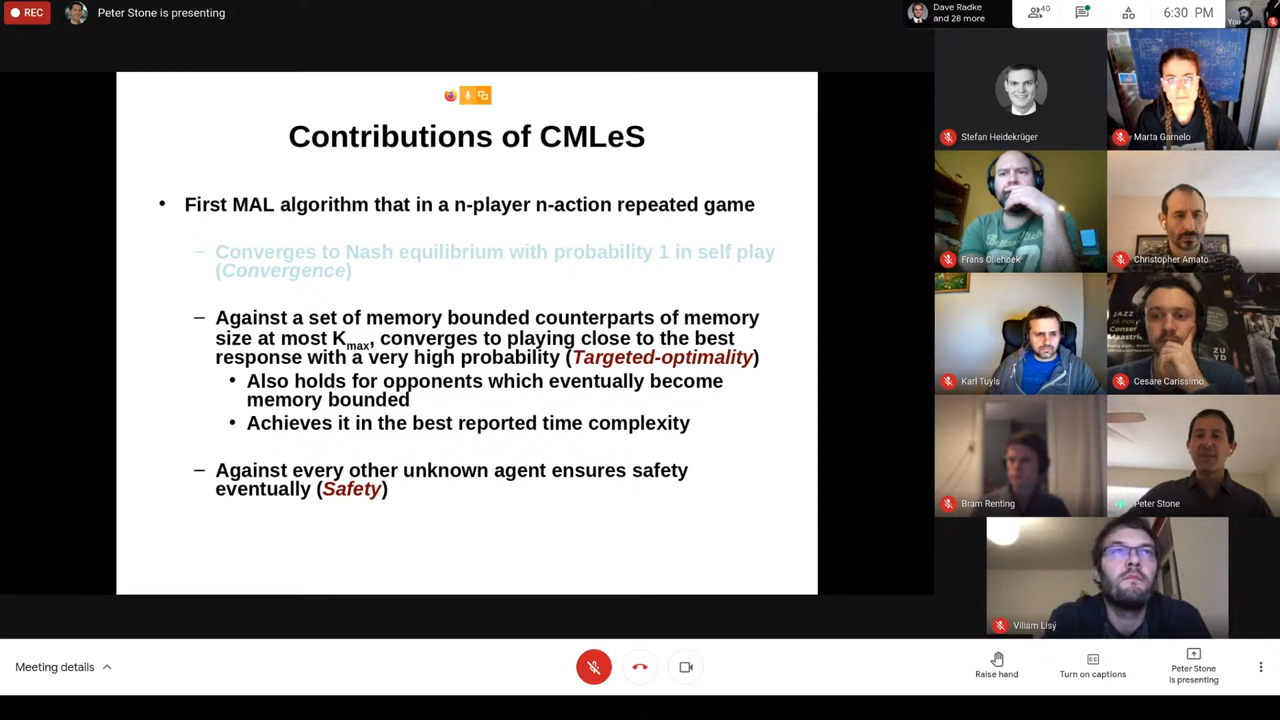 REC
Peter Stone is presenting
Dave Radke
and 28 more
40
6:30 PM
You
Contributions of CMLeS
• First MAL algorithm that in a n-player n-action repeated game
– Converges to Nash equilibrium with probability 1 in self play
(Convergence)
– Against a set of memory bounded counterparts of memory
size at most Kmax, converges to playing close to the best
response with a very high probability (Targeted-optimality)
• Also holds for opponents which eventually become
memory bounded
• Achieves it in the best reported time complexity
– Against every other unknown agent ensures safety
eventually (Safety)
Stefan Heidekrüger
Marta Garnelo
Frans Oliehoek
Christopher Amato
JAZZ
Karl Tuyls
Cesare Carissimo
Bram Renting
Peter Stone
Viliam Lisý
Meeting details
Raise hand
CC
Turn on captions
Peter Stone
is presenting